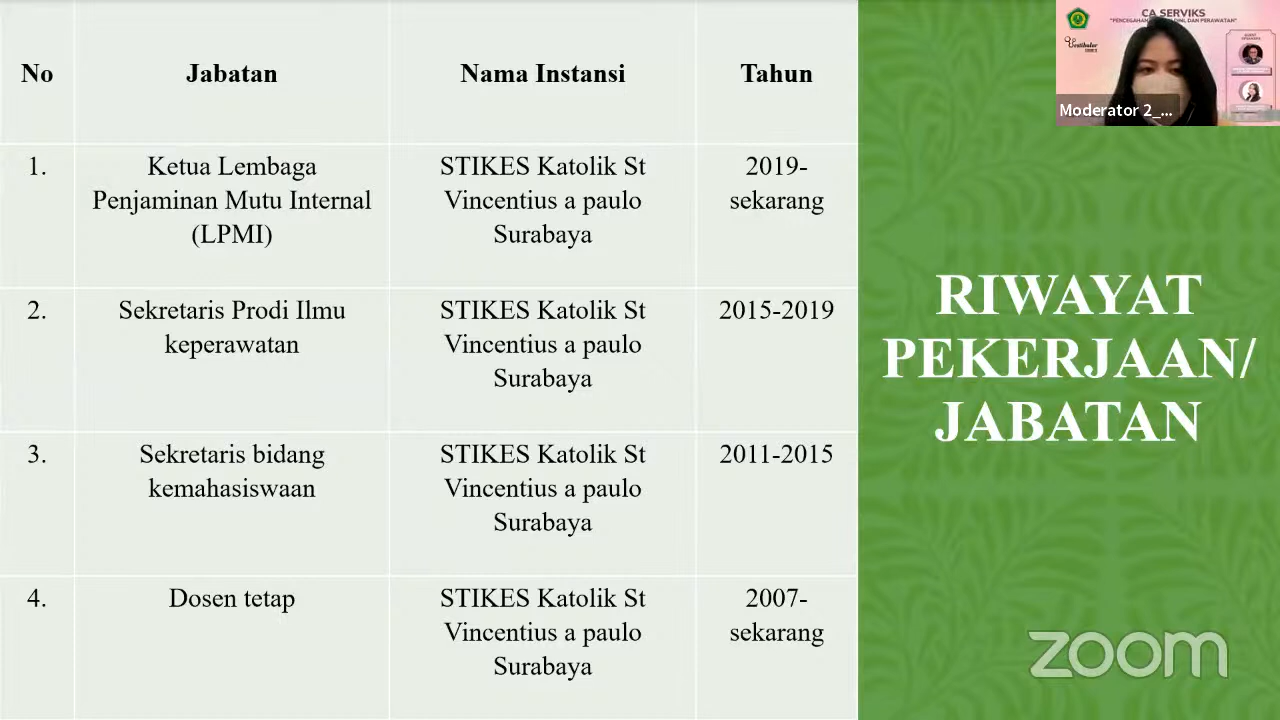 No
Jabatan
Nama Instansi
Tahun
1.
Ketua Lembaga
Penjaminan Mutu Internal
(LPMI)
STIKES Katolik St
Vincentius a paulo
Surabaya
2019-
sekarang
2.
Sekretaris Prodi Ilmu
keperawatan
STIKES Katolik St
Vincentius a paulo
Surabaya
2015-2019
3.
Sekretaris bidang
kemahasiswaan
STIKES Katolik St
Vincentius a paulo
Surabaya
2011-2015
4.
Dosen tetap
STIKES Katolik St
Vincentius a paulo
Surabaya
2007-
sekarang
RIWAYAT
PEKERJAAN/
JABATAN
CA SERVIKS
Moderator 2_...
zoom